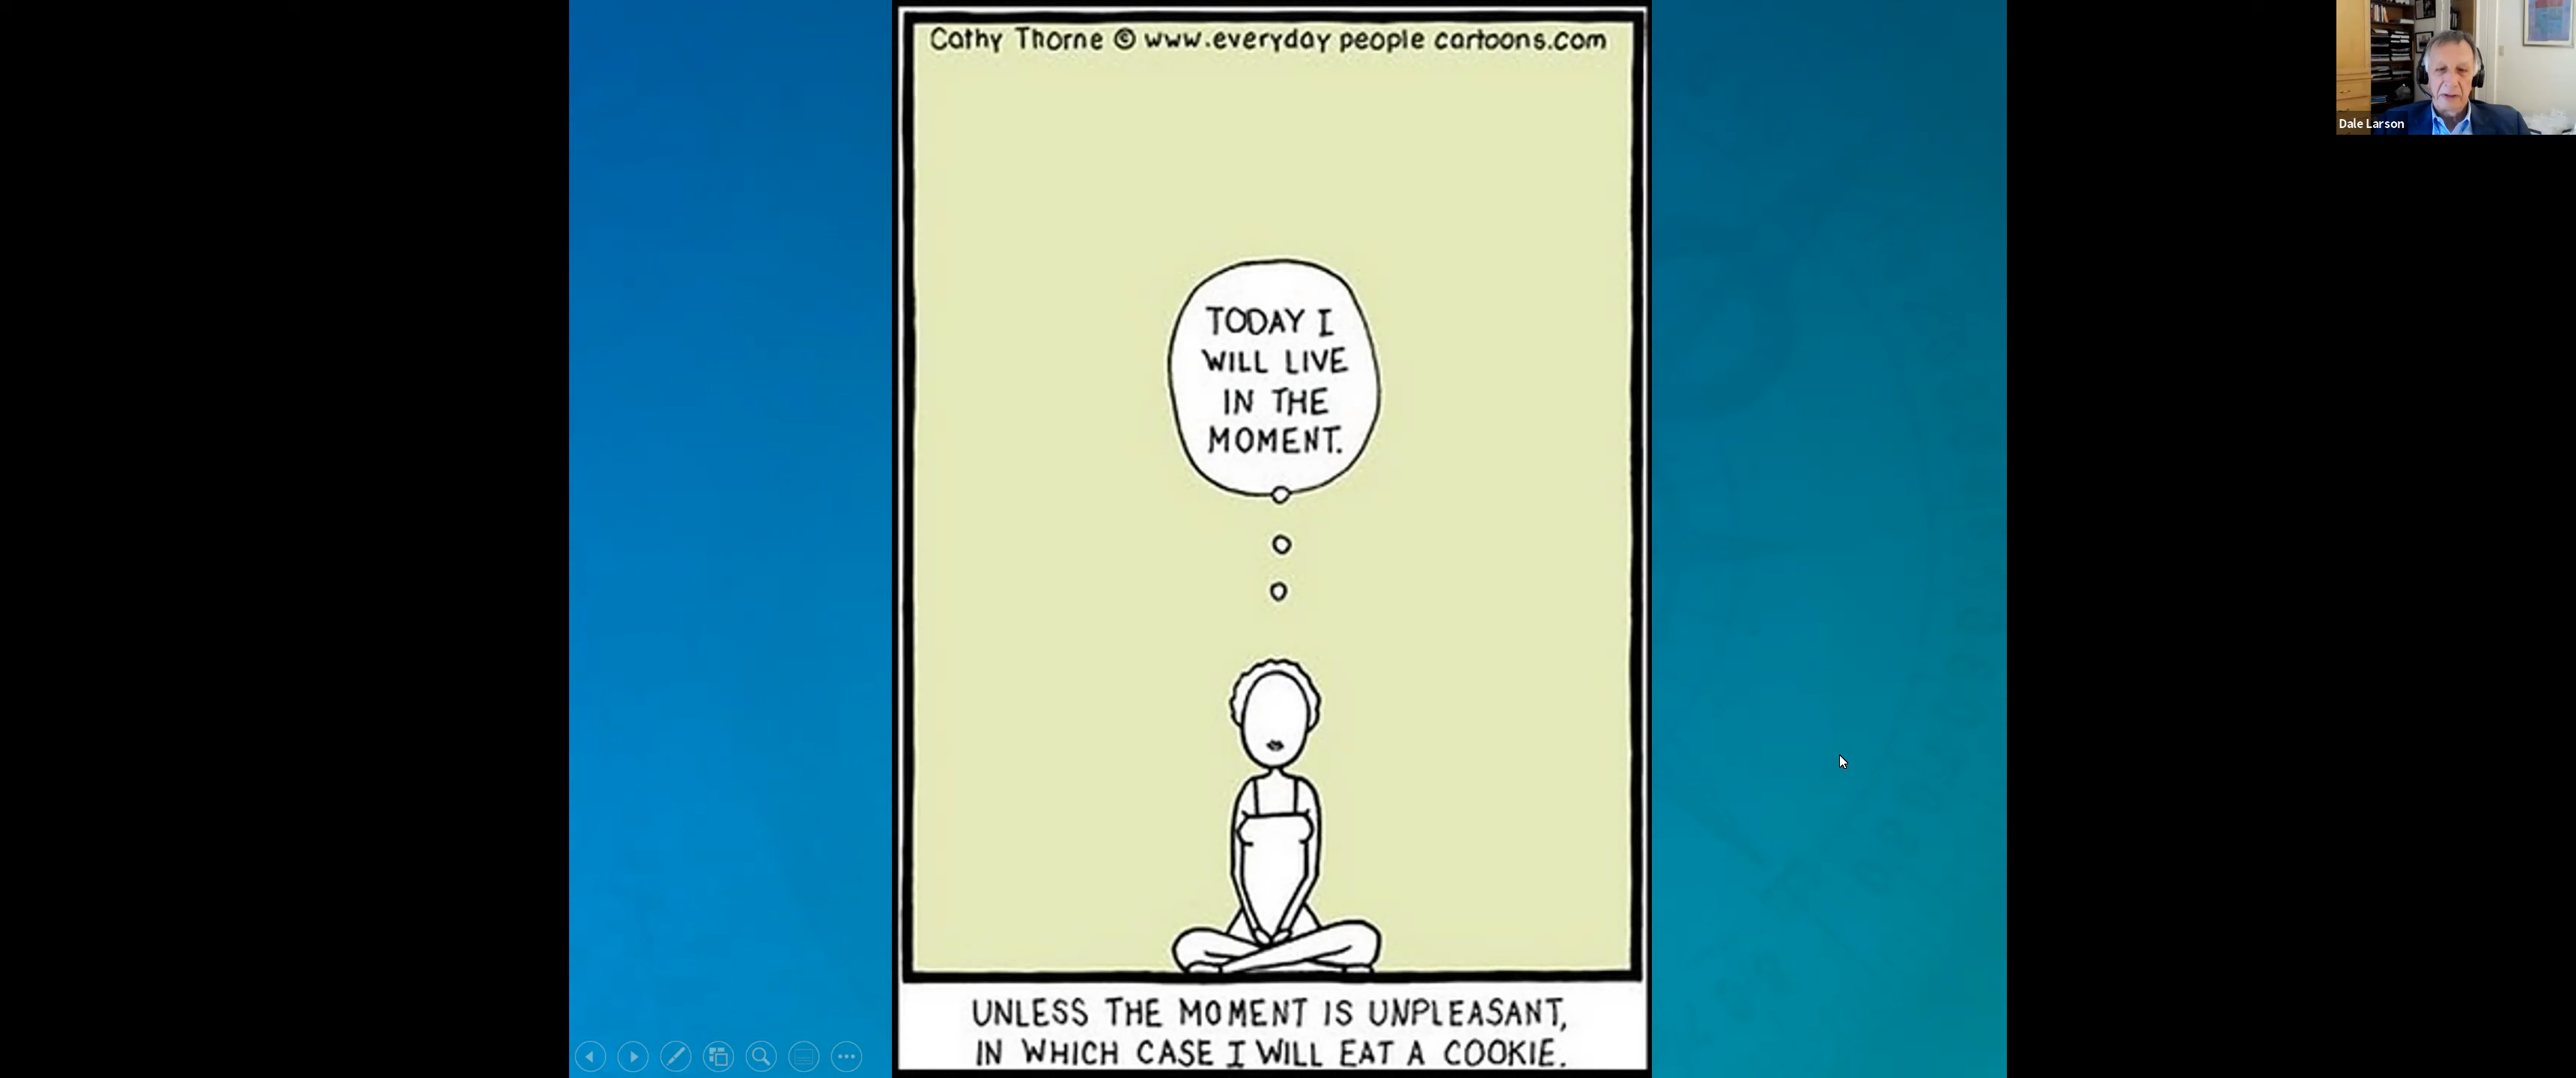 Cathy Thorne © www.everyday people cartoons.com
TODAY I
WILL LIVE
IN THE
MOMENT.
UNLESS THE MOMENT IS UNPLEASANT,
IN WHICH CASE I WILL EAT A COOKIE.
Dale Larson